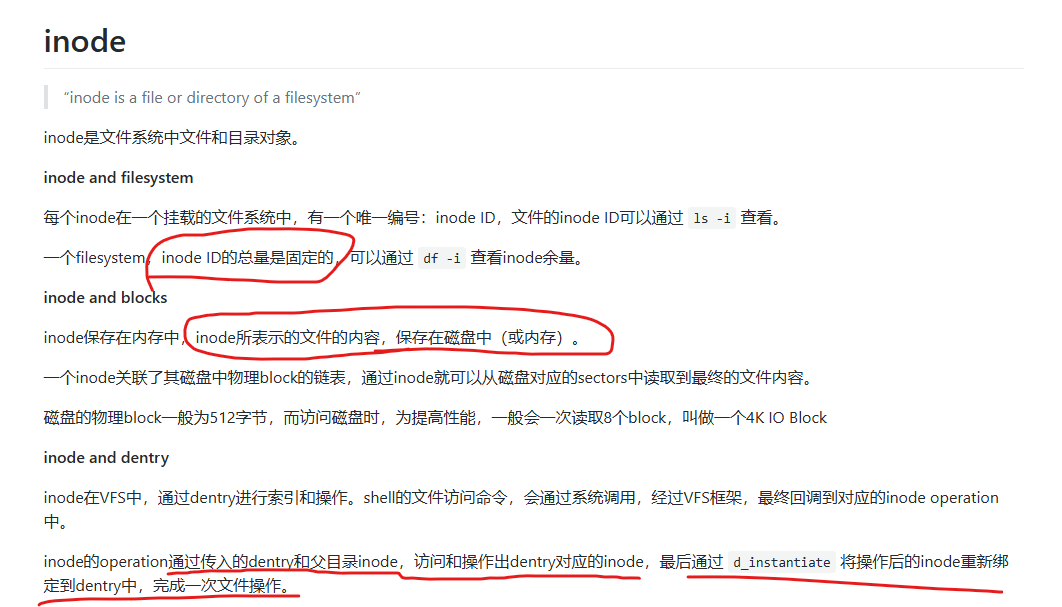 inode
“inode is a file or directory of a filesystem”
inode是文件系统中文件和目录对象。
inode and filesystem
每个inode在一个挂载的文件系统中，有一个唯一编号：inode ID，文件的inode ID可以通过 ls -i 查看。
一个filesystem，inode ID的总量是固定的，可以通过 df -i 查看inode余量。
inode and blocks
inode保存在内存中，inode所表示的文件的内容，保存在磁盘中（或内存）。
一个inode关联了其磁盘中物理block的链表，通过inode就可以从磁盘对应的sectors中读取到最终的文件内容。
磁盘的物理block一般为512字节，而访问磁盘时，为提高性能，一般会一次读取8个block，叫做一个4K IO Block
inode and dentry
inode在VFS中，通过dentry进行索引和操作。shell的文件访问命令，会通过系统调用，经过VFS框架，最终回调到对应的inode operation
中。
inode的operation通过传入的dentry和父目录inode，访问和操作出dentry对应的inode，最后通过 d_instantiate 将操作后的inode重新绑
定到dentry中，完成一次文件操作。